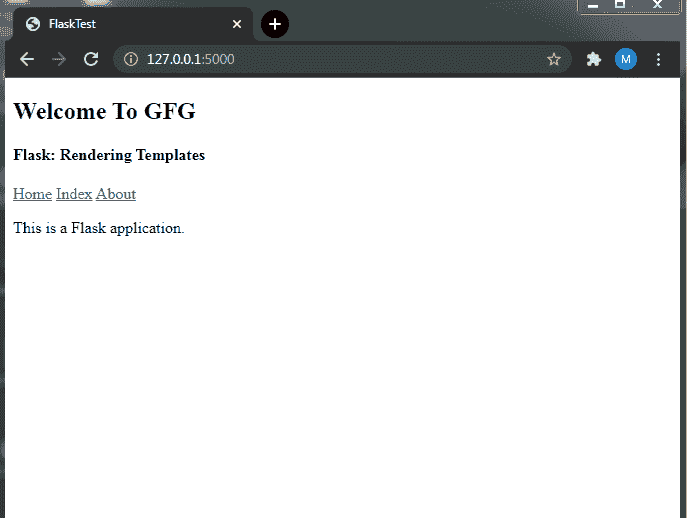 FlaskTest
127.0.0.1:5000
M
Welcome To GFG
Flask: Rendering Templates
Home Index About
This is a Flask application.